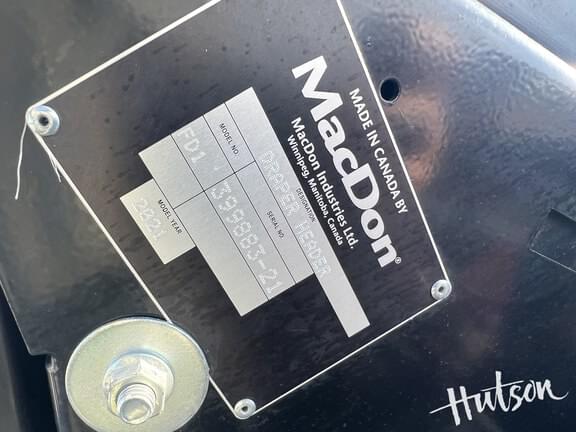 MADE IN CANADA BY
MacDon®
MacDon Industries Ltd.
Winnipeg, Manitoba, Canada
DESIGNATION
DRAPER HEADER
MODEL NO.
SERIAL NO.
FD1
399883-21
MODEL YEAR
2021
Hutson